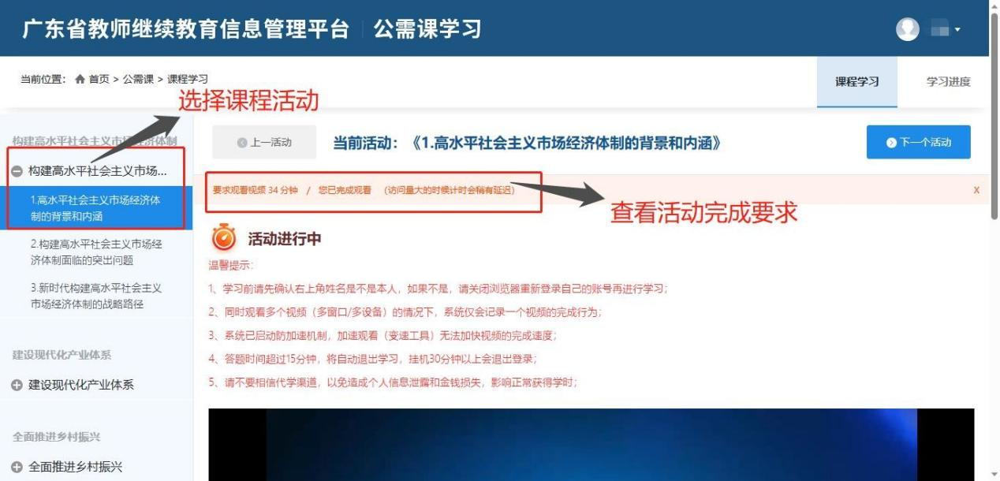 广东省教师继续教育信息管理平台 公需课学习
当前位置: 首页 > 公需课 > 课程学习
课程学习
学习进度
选择课程活动
构建高水平社会主义市场经济体制
构建高水平社会主义市场...
1.高水平社会主义市场经济体
制的背景和内涵
2.构建高水平社会主义市场经
济体制面临的突出问题
3.新时代构建高水平社会主义
市场经济体制的战略路径
建设现代化产业体系
建设现代化产业体系
全面推进乡村振兴
全面推进乡村振兴
上一活动
当前活动：《1.高水平社会主义市场经济体制的背景和内涵》
下一个活动
要求观看视频 34 分钟 / 您已完成观看 （访问量大的时候计时会稍有延迟）
X
查看活动完成要求
活动进行中
温馨提示：
1、学习前请先确认右上角姓名是不是本人，如果不是，请关闭浏览器重新登录自己的账号再进行学习；
2、同时观看多个视频（多窗口/多设备）的情况下，系统仅会记录一个视频的完成行为；
3、系统已启动防加速机制，加速观看（变速工具）无法加快视频的完成速度；
4、答题时间超过15分钟，将自动退出学习，挂机30分钟以上会退出登录；
5、请不要相信代学渠道，以免造成个人信息泄露和金钱损失，影响正常获得学时；